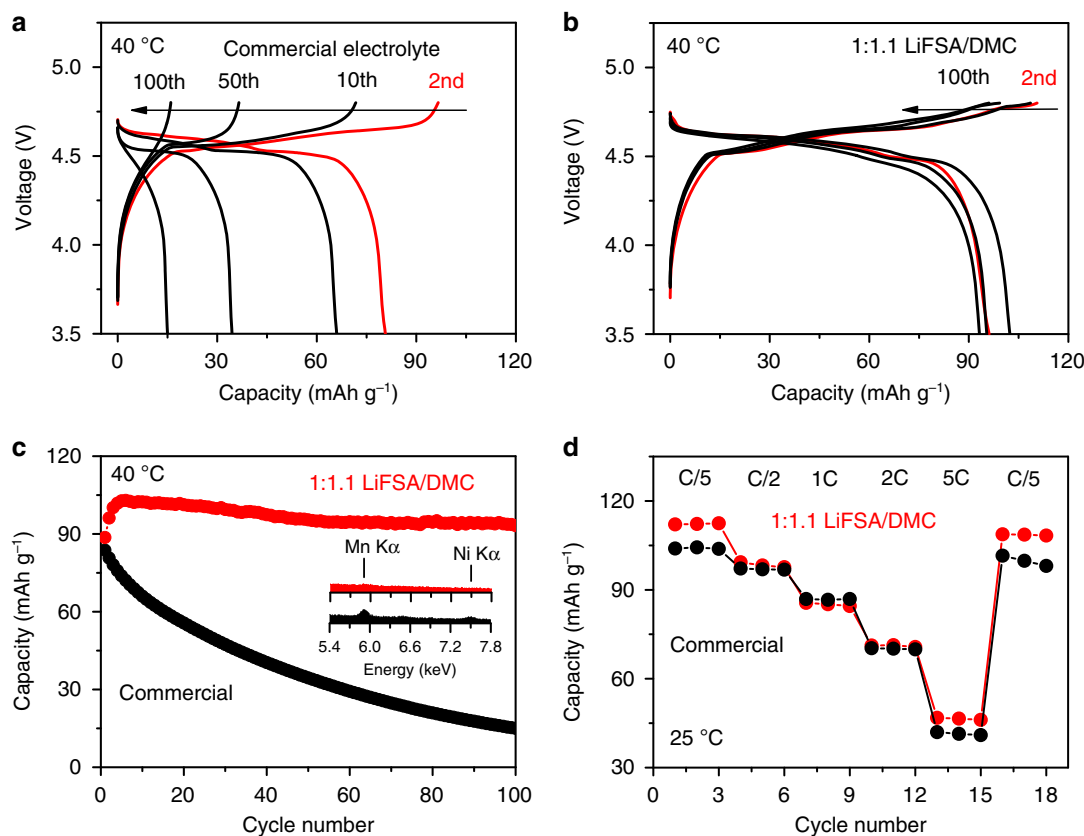 a
40 °C
Commercial electrolyte
100th
50th
10th
2nd
5.0
4.5
4.0
3.5
Voltage (V)
0
30
60
90
120
Capacity (mAh g⁻¹)
b
40 °C
1:1.1 LiFSA/DMC
100th
2nd
5.0
4.5
4.0
3.5
Voltage (V)
0
30
60
90
120
Capacity (mAh g⁻¹)
c
40 °C
1:1.1 LiFSA/DMC
Mn Kα
Ni Kα
5.4
6.0
6.6
7.2
7.8
Energy (keV)
Commercial
120
90
60
30
0
Capacity (mAh g⁻¹)
0
20
40
60
80
100
Cycle number
d
C/5
C/2
1C
2C
5C
C/5
1:1.1 LiFSA/DMC
Commercial
25 °C
120
90
60
30
Capacity (mAh g⁻¹)
0
3
6
9
12
15
18
Cycle number